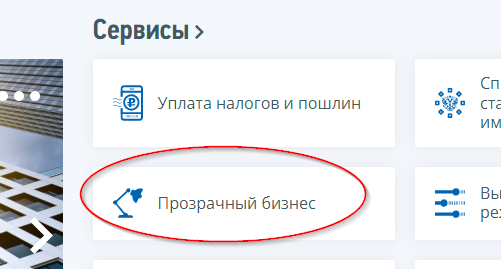 Сервисы
Уплата налогов и пошлин
Прозрачный бизнес